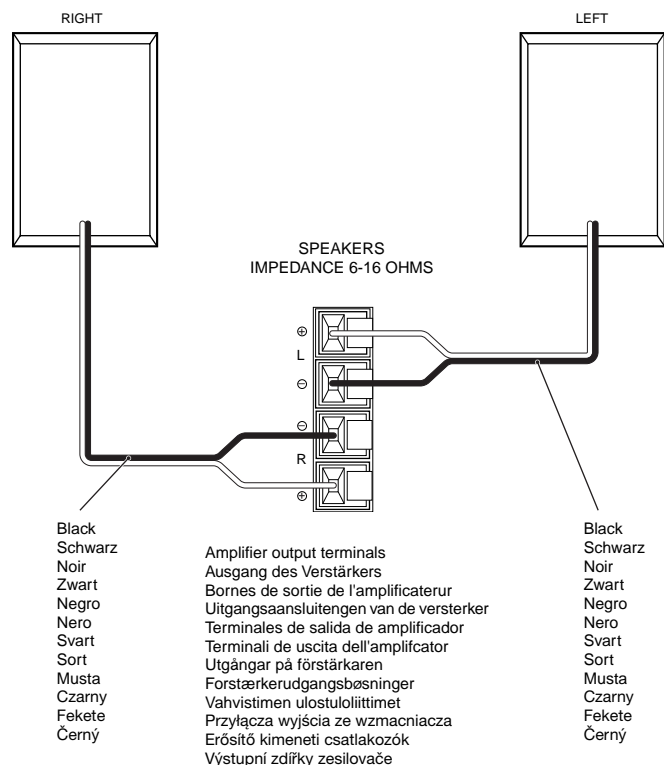 RIGHT
LEFT
SPEAKERS
IMPEDANCE 6-16 OHMS
⊕
L
⊖
⊖
R
⊕
Black
Schwarz
Noir
Zwart
Negro
Nero
Svart
Sort
Musta
Czarny
Fekete
Černý
Amplifier output terminals
Ausgang des Verstärkers
Bornes de sortie de l'amplificaterur
Uitgangsaansluitengen van de versterker
Terminales de salida de amplificador
Terminali de uscita dell'amplifcator
Utgångar på förstärkaren
Forstærkerudgangsbøsninger
Vahvistimen ulostuloliittimet
Przyłącza wyjścia ze wzmacniacza
Erősítő kimeneti csatlakozók
Výstupní zdířky zesilovače
Black
Schwarz
Noir
Zwart
Negro
Nero
Svart
Sort
Musta
Czarny
Fekete
Černý